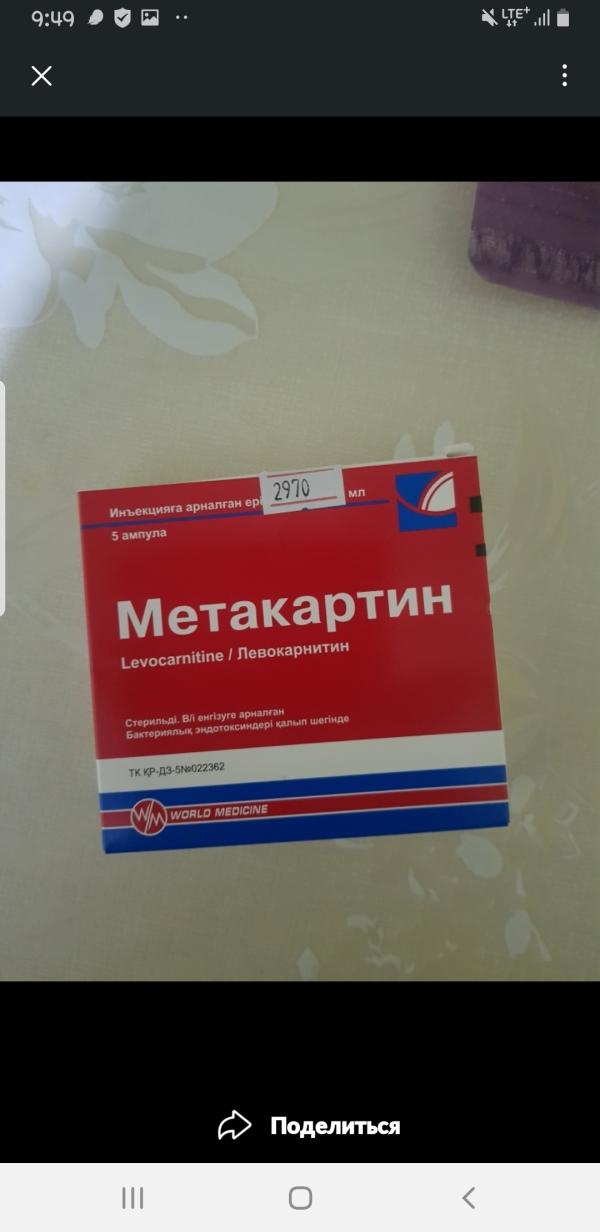 9:49
LTE+
Инъекцияға арналған
2970
мл
5 ампула
Метакартин
Levocarnitine / Левокарнитин
Стерильді. В/і енгізуге арналған
Бактериялық эндотоксиндері қалып шегінде
ТК ҚР-ДЗ-5№022362
WM WORLD MEDICINE
Поделиться